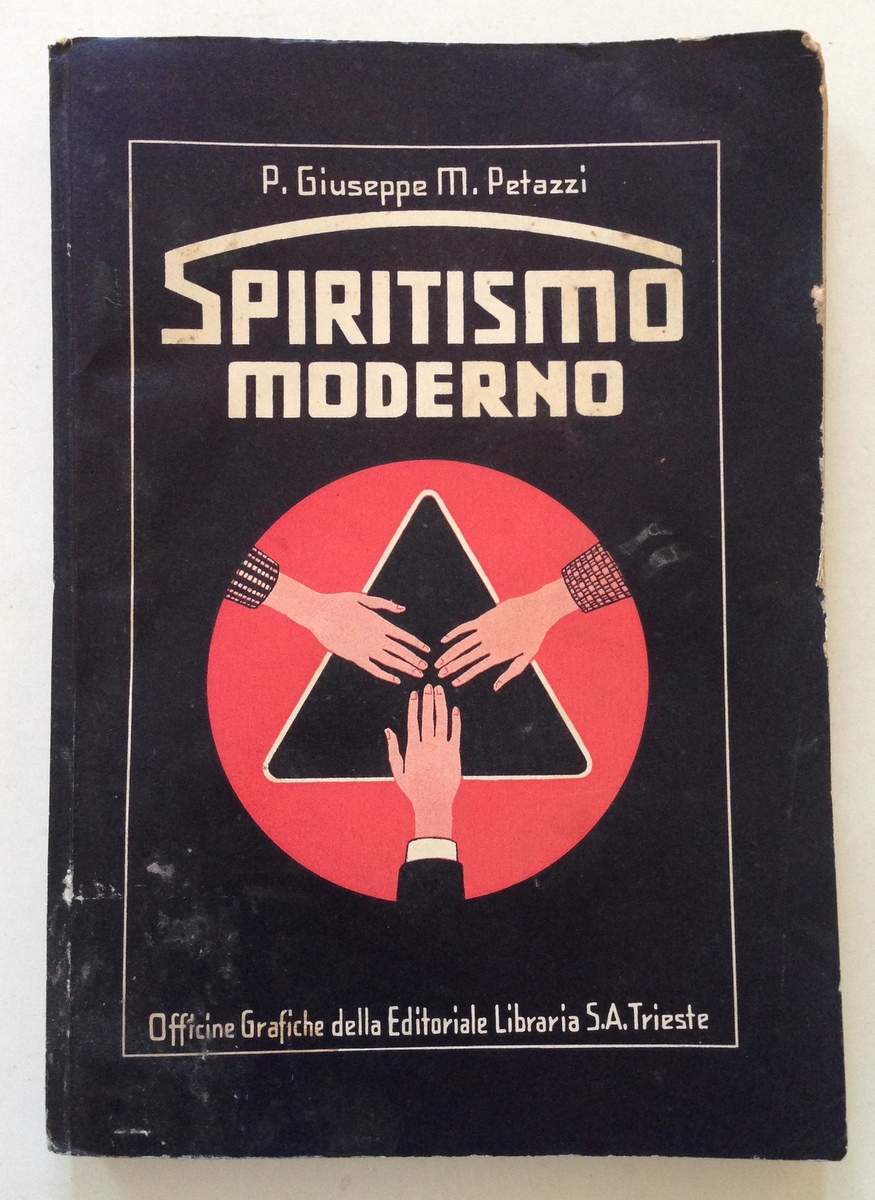 P. Giuseppe M. Petazzi
SPIRITISMO
MODERNO
Officine Grafiche della Editoriale Libraria S.A. Trieste